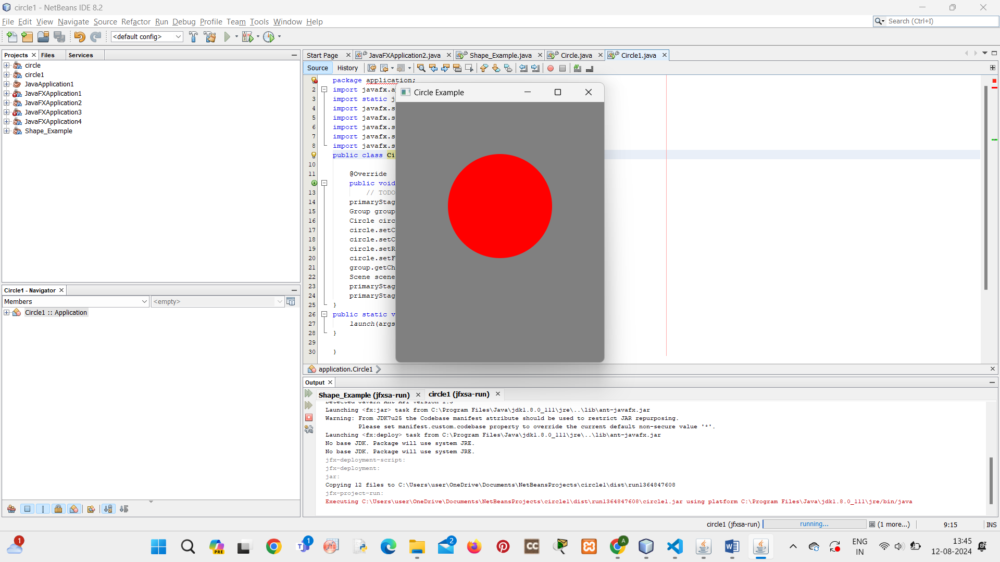 circle1 - NetBeans IDE 8.2
File Edit View Navigate Source Refactor Run Debug Profile Team Tools Window Help
Search (Ctrl+I)
<default config>
Projects Files Services
circle
circle1
JavaApplication1
JavaFXApplication1
JavaFXApplication2
JavaFXApplication3
JavaFXApplication4
Shape_Example
Circle1 - Navigator
Members <empty>
Circle1 :: Application
Start Page JavaFXApplication2.java Shape_Example.java Circle.java Circle1.java
Source History
package application;
2 import javafx.a
3 import static j
4 import javafx.s
5 import javafx.s
6 import javafx.s
7 import javafx.s
8 import javafx.s
public class Ci
10
11 @Override
public void
13 // TODO
14 primaryStag
15 Group group
16 Circle circ
17 circle.setC
18 circle.setC
19 circle.setR
20 circle.setF
21 group.getCh
22 Scene scene
23 primaryStag
24 primaryStag
25 }
26 public static v
27 launch(args
28 }
29
30 }
Circle Example
application.Circle1
Output
Shape_Example (jfxsa-run) circle1 (jfxsa-run)
Detected JavaFX Ant API version 1.3
Launching <fx:jar> task from C:\Program Files\Java\jdk1.8.0_111\jre\..\lib\ant-javafx.jar
Warning: From JDK7u25 the Codebase manifest attribute should be used to restrict JAR repurposing.
Please set manifest.custom.codebase property to override the current default non-secure value '*'.
Launching <fx:deploy> task from C:\Program Files\Java\jdk1.8.0_111\jre\..\lib\ant-javafx.jar
No base JDK. Package will use system JRE.
No base JDK. Package will use system JRE.
jfx-deployment-script:
jfx-deployment:
jar:
Copying 12 files to C:\Users\user\OneDrive\Documents\NetBeansProjects\circle1\dist\run1364847608
jfx-project-run:
Executing C:\Users\user\OneDrive\Documents\NetBeansProjects\circle1\dist\run1364847608\circle1.jar using platform C:\Program Files\Java\jdk1.8.0_111\jre/bin/java
circle1 (jfxsa-run) running... (1 more...) 9:15 INS
1
PRE
1
2
CC
A
ENG
IN
13:45
12-08-2024